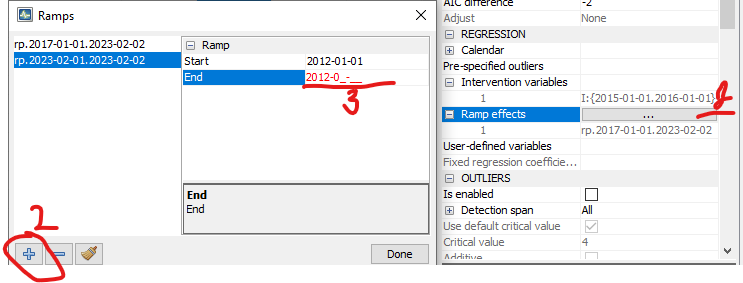 Ramps
rp.2017-01-01.2023-02-02
rp.2023-02-01.2023-02-02
Ramp
Start 2012-01-01
End 2012-0_-__
3
End
End
2
Done
AIC difference -2
Adjust None
REGRESSION
Calendar
Pre-specified outliers
Intervention variables
1 I:{2015-01-01.2016-01-01}
Ramp effects ...
1 rp.2017-01-01.2023-02-02
User-defined variables
Fixed regression coefficie...
OUTLIERS
Is enabled
Detection span All
Use default critical value
Critical value 4
Additive